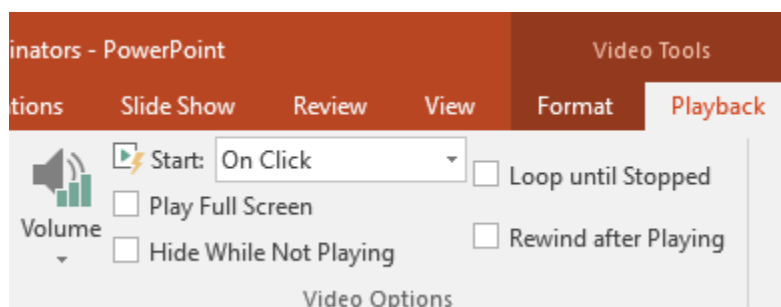 inators - PowerPoint
Video Tools
tions Slide Show Review View Format Playback
Start: On Click
Loop until Stopped
Play Full Screen
Volume
Rewind after Playing
Hide While Not Playing
Video Options